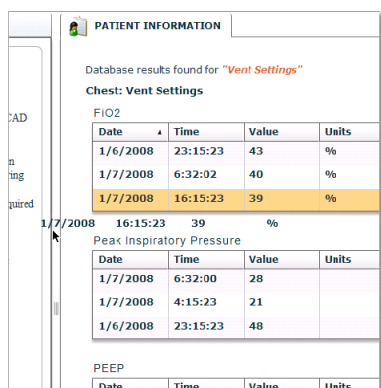 PATIENT INFORMATION
Database results found for "Vent Settings"
Chest: Vent Settings
FiO2
Date Time Value Units
CAD
1/6/2008 23:15:23 43 %
1/7/2008 6:32:02 40 %
1/7/2008 16:15:23 39 %
1/7/2008 16:15:23 39 %
Peak Inspiratory Pressure
Date Time Value Units
1/7/2008 6:32:00 28
1/7/2008 4:15:23 21
1/6/2008 23:15:23 48
PEEP
Date Time Value Units